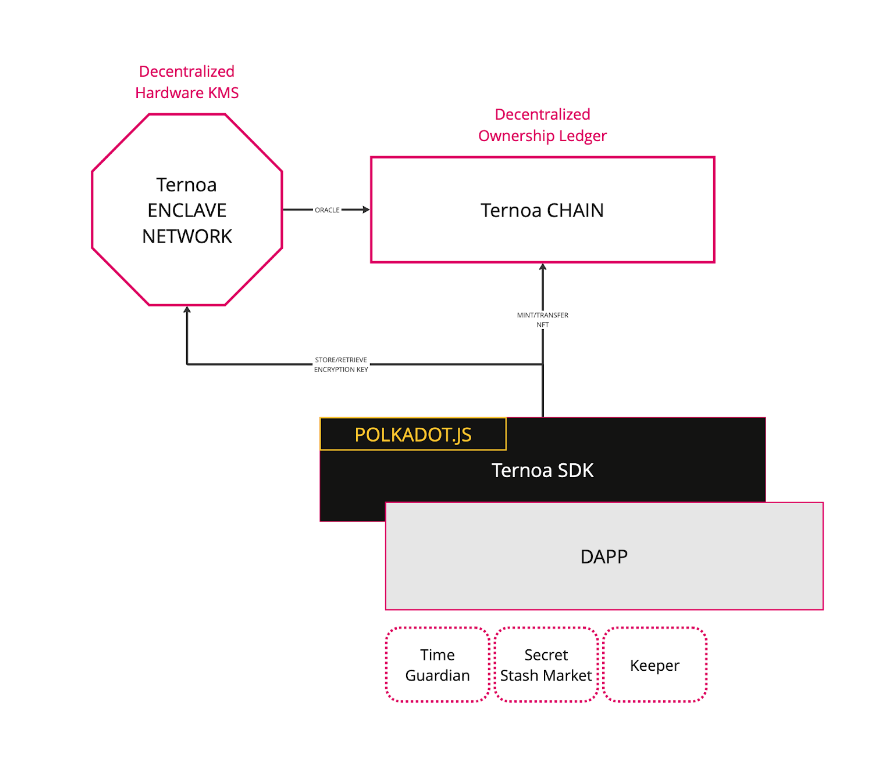 Decentralized
Hardware KMS
Decentralized
Ownership Ledger
Ternoa
ENCLAVE
NETWORK
ORACLE
Ternoa CHAIN
MINT/TRANSFER
NFT
STORE/RETRIEVE
ENCRYPTION KEY
POLKADOT.JS
Ternoa SDK
DAPP
Time
Guardian
Secret
Stash Market
Keeper